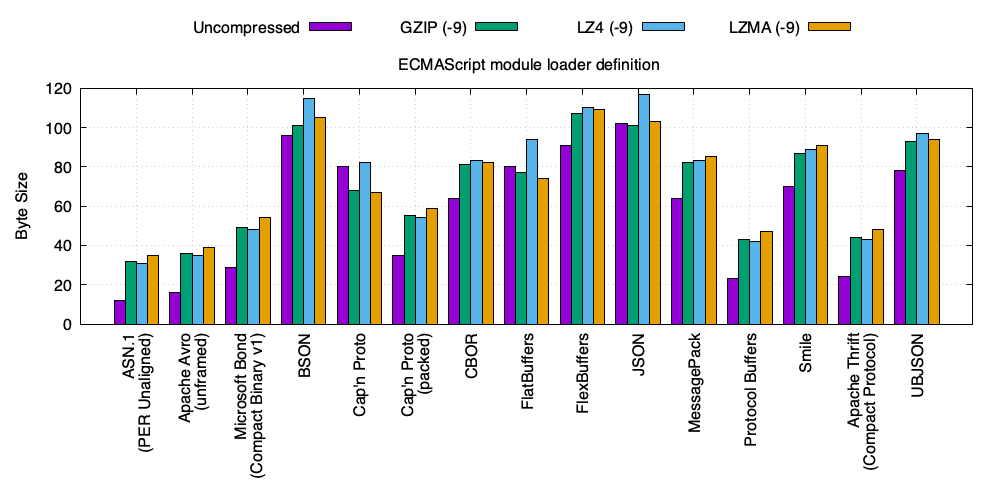 Uncompressed GZIP (-9) LZ4 (-9) LZMA (-9)
ECMAScript module loader definition
Byte Size
120
100
80
60
40
20
0
ASN.1
(PER Unaligned)
Apache Avro
(unframed)
Microsoft Bond
(Compact Binary v1)
BSON
Cap'n Proto
Cap'n Proto
(packed)
CBOR
FlatBuffers
FlexBuffers
JSON
MessagePack
Protocol Buffers
Smile
Apache Thrift
(Compact Protocol)
UBJSON